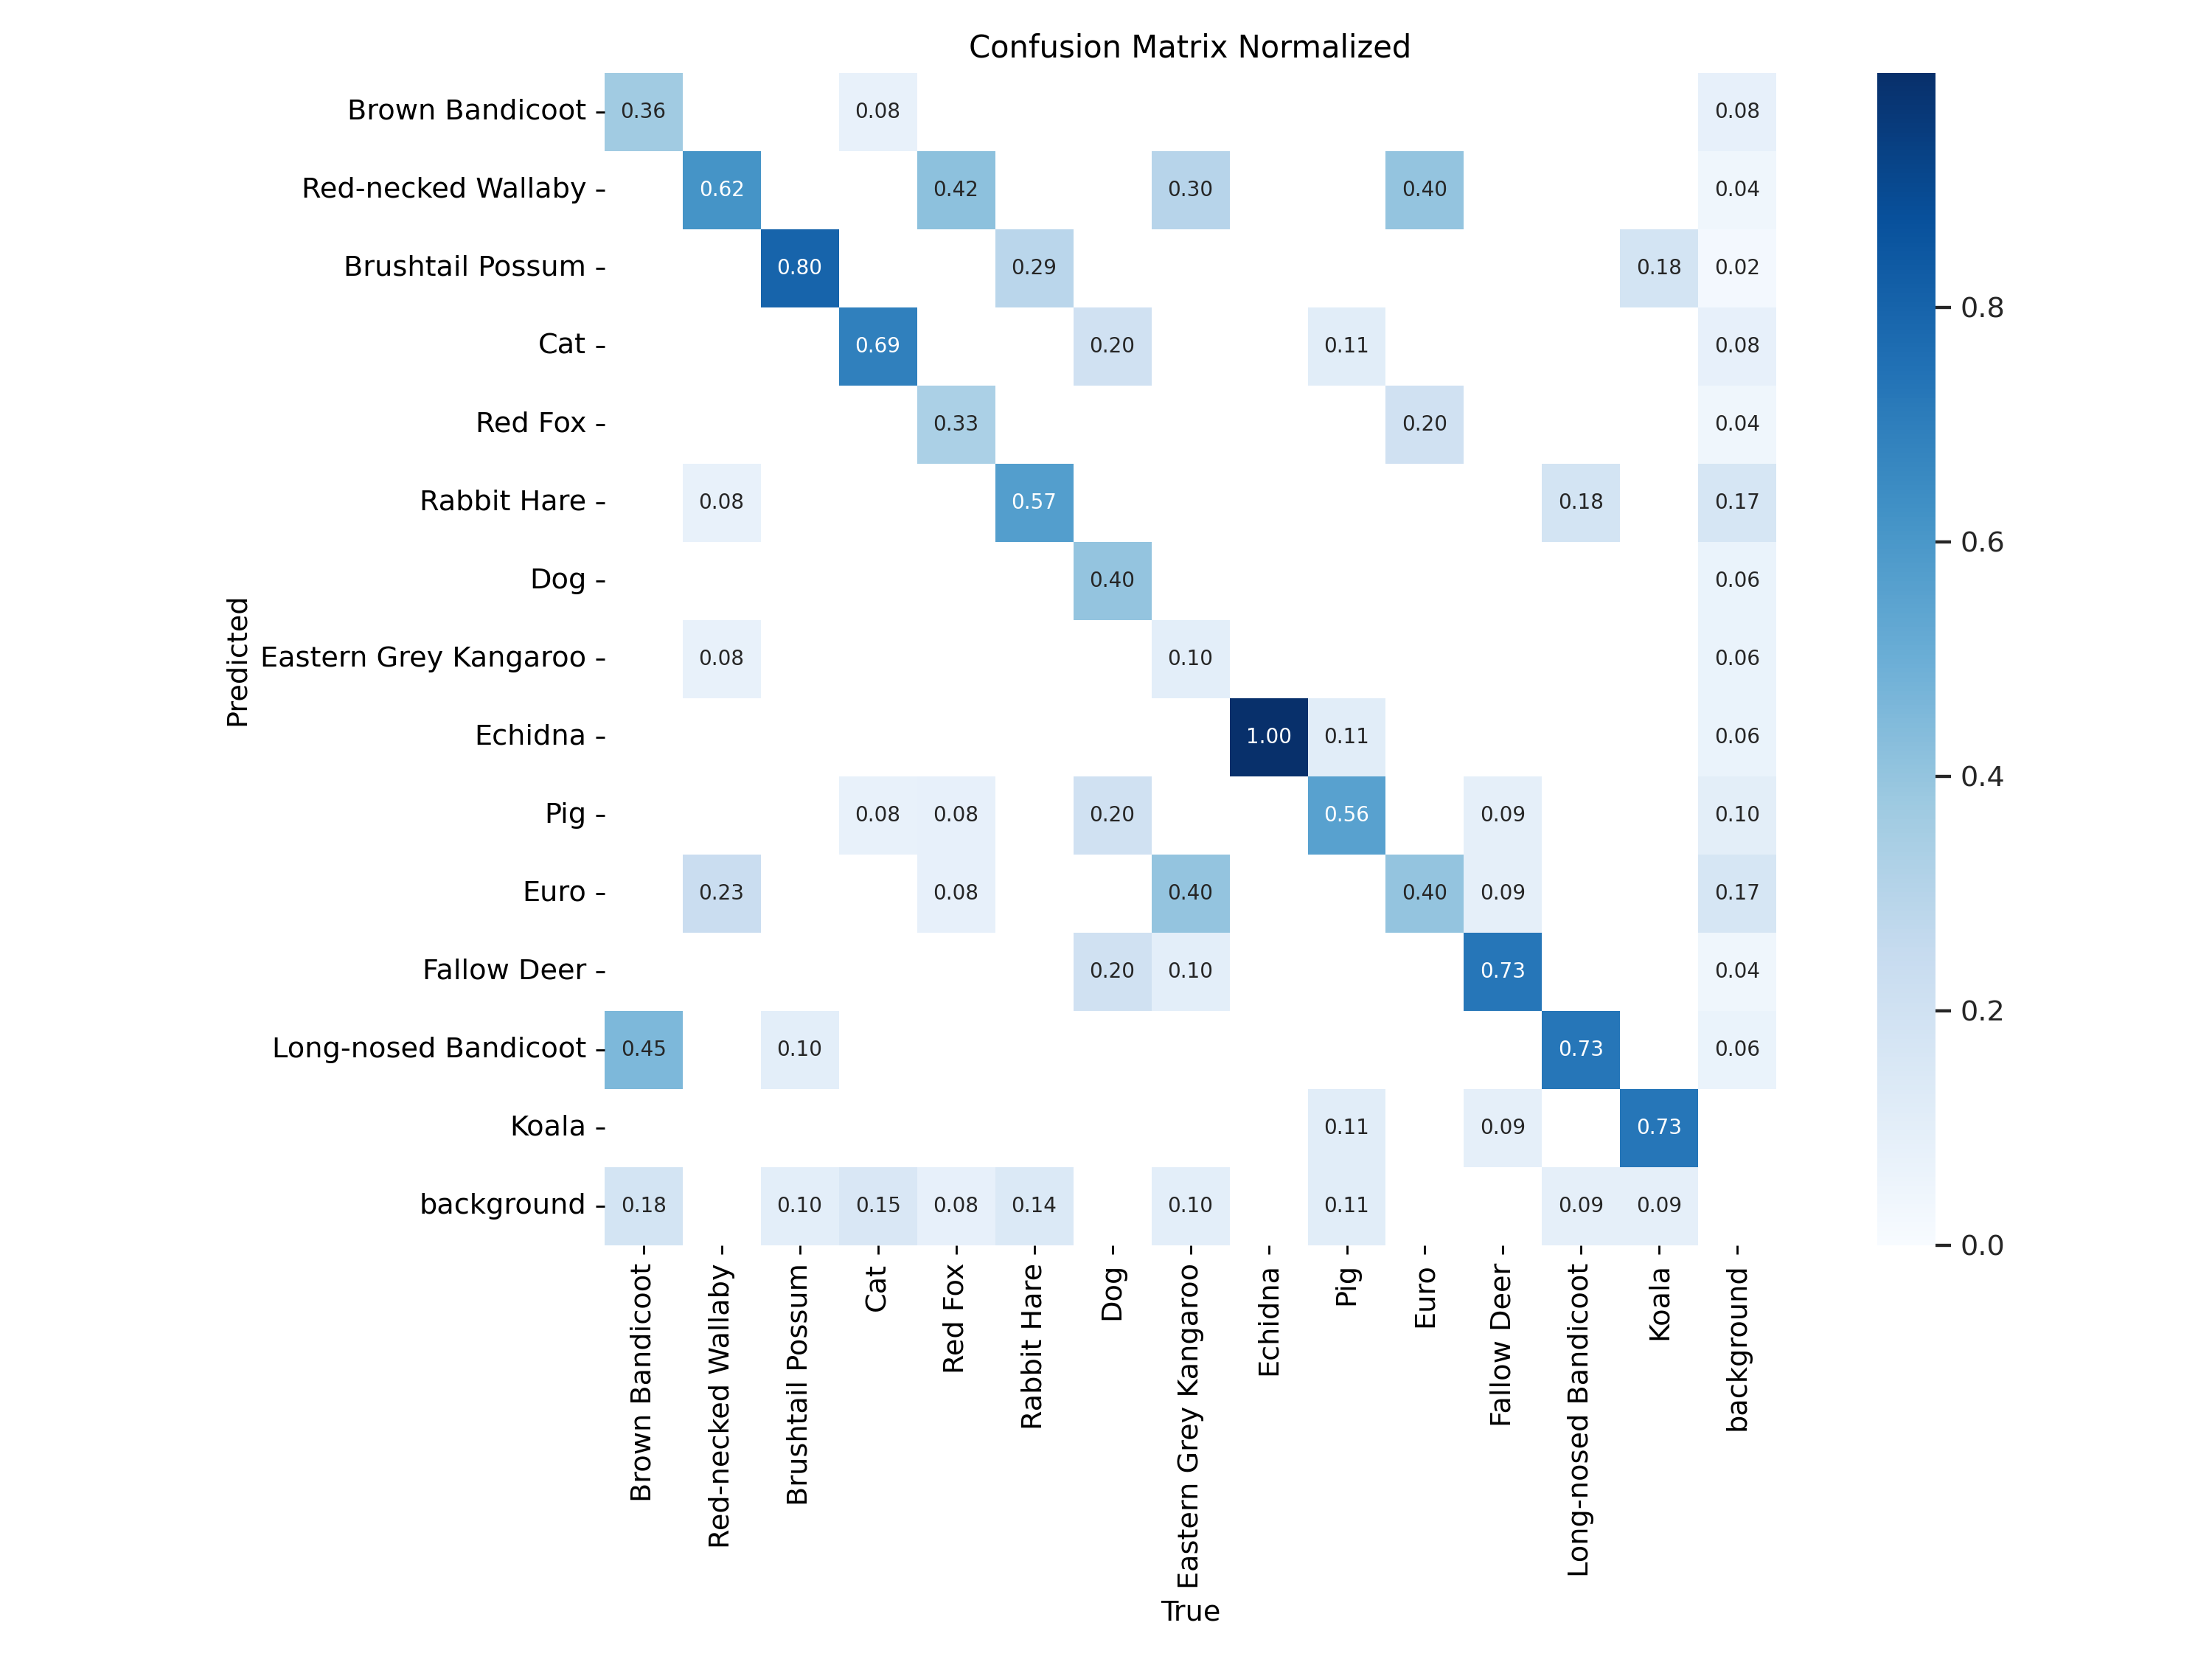 Confusion Matrix Normalized
Brown Bandicoot 0.36 0.08 0.08
Red-necked Wallaby 0.62 0.42 0.30 0.40 0.04
Brushtail Possum 0.80 0.29 0.18 0.02
Cat 0.69 0.20 0.11 0.08
Red Fox 0.33 0.20 0.04
Rabbit Hare 0.08 0.57 0.18 0.17
Dog 0.40 0.06
Eastern Grey Kangaroo 0.08 0.10 0.06
Echidna 1.00 0.11 0.06
Pig 0.08 0.08 0.20 0.56 0.09 0.10
Euro 0.23 0.08 0.40 0.40 0.09 0.17
Fallow Deer 0.20 0.10 0.73 0.04
Long-nosed Bandicoot 0.45 0.10 0.73 0.06
Koala 0.11 0.09 0.73
background 0.18 0.10 0.15 0.08 0.14 0.10 0.11 0.09 0.09
Predicted
Brown Bandicoot
Red-necked Wallaby
Brushtail Possum
Cat
Red Fox
Rabbit Hare
Dog
Eastern Grey Kangaroo
Echidna
Pig
Euro
Fallow Deer
Long-nosed Bandicoot
Koala
background
True
0.8
0.6
0.4
0.2
0.0